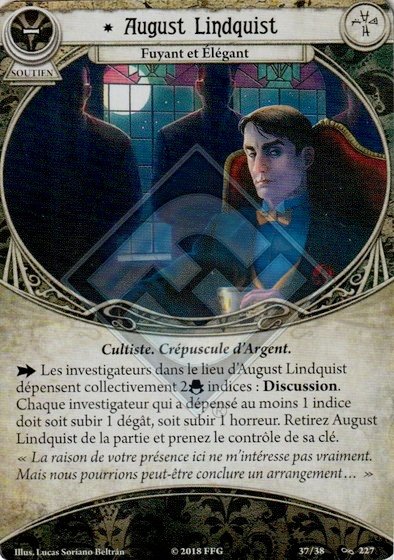 August Lindquist
Fuyant et Élégant
SOUTIEN
Cultiste. Crépuscule d'Argent.
Les investigateurs dans le lieu d'August Lindquist
dépensent collectivement 2 indices : Discussion.
Chaque investigateur qui a dépensé au moins 1 indice
doit soit subir 1 dégât, soit subir 1 horreur. Retirez August
Lindquist de la partie et prenez le contrôle de sa clé.
« La raison de votre présence ici ne m'intéresse pas vraiment.
Mais nous pourrions peut-être conclure un arrangement… »
Illus. Lucas Soriano Beltrán
© 2018 FFG
37/38
227